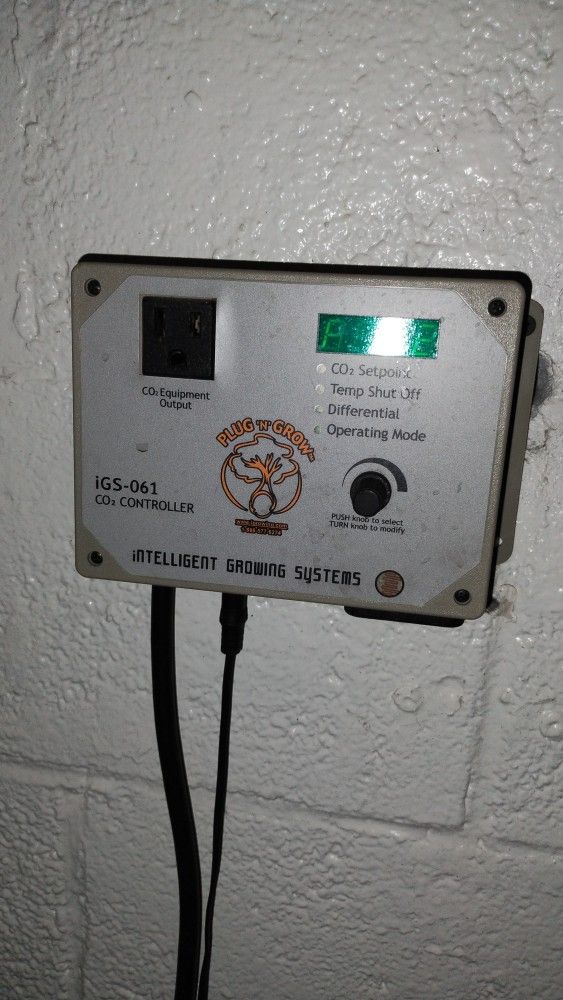 CO₂ Equipment
Output
CO₂ Setpoint
Temp Shut Off
Differential
Operating Mode
PLUG 'N' GROW
iGS-061
CO₂ CONTROLLER
PUSH knob to select
TURN knob to modify
iNTELLIGENT GROWING SYSTEMS